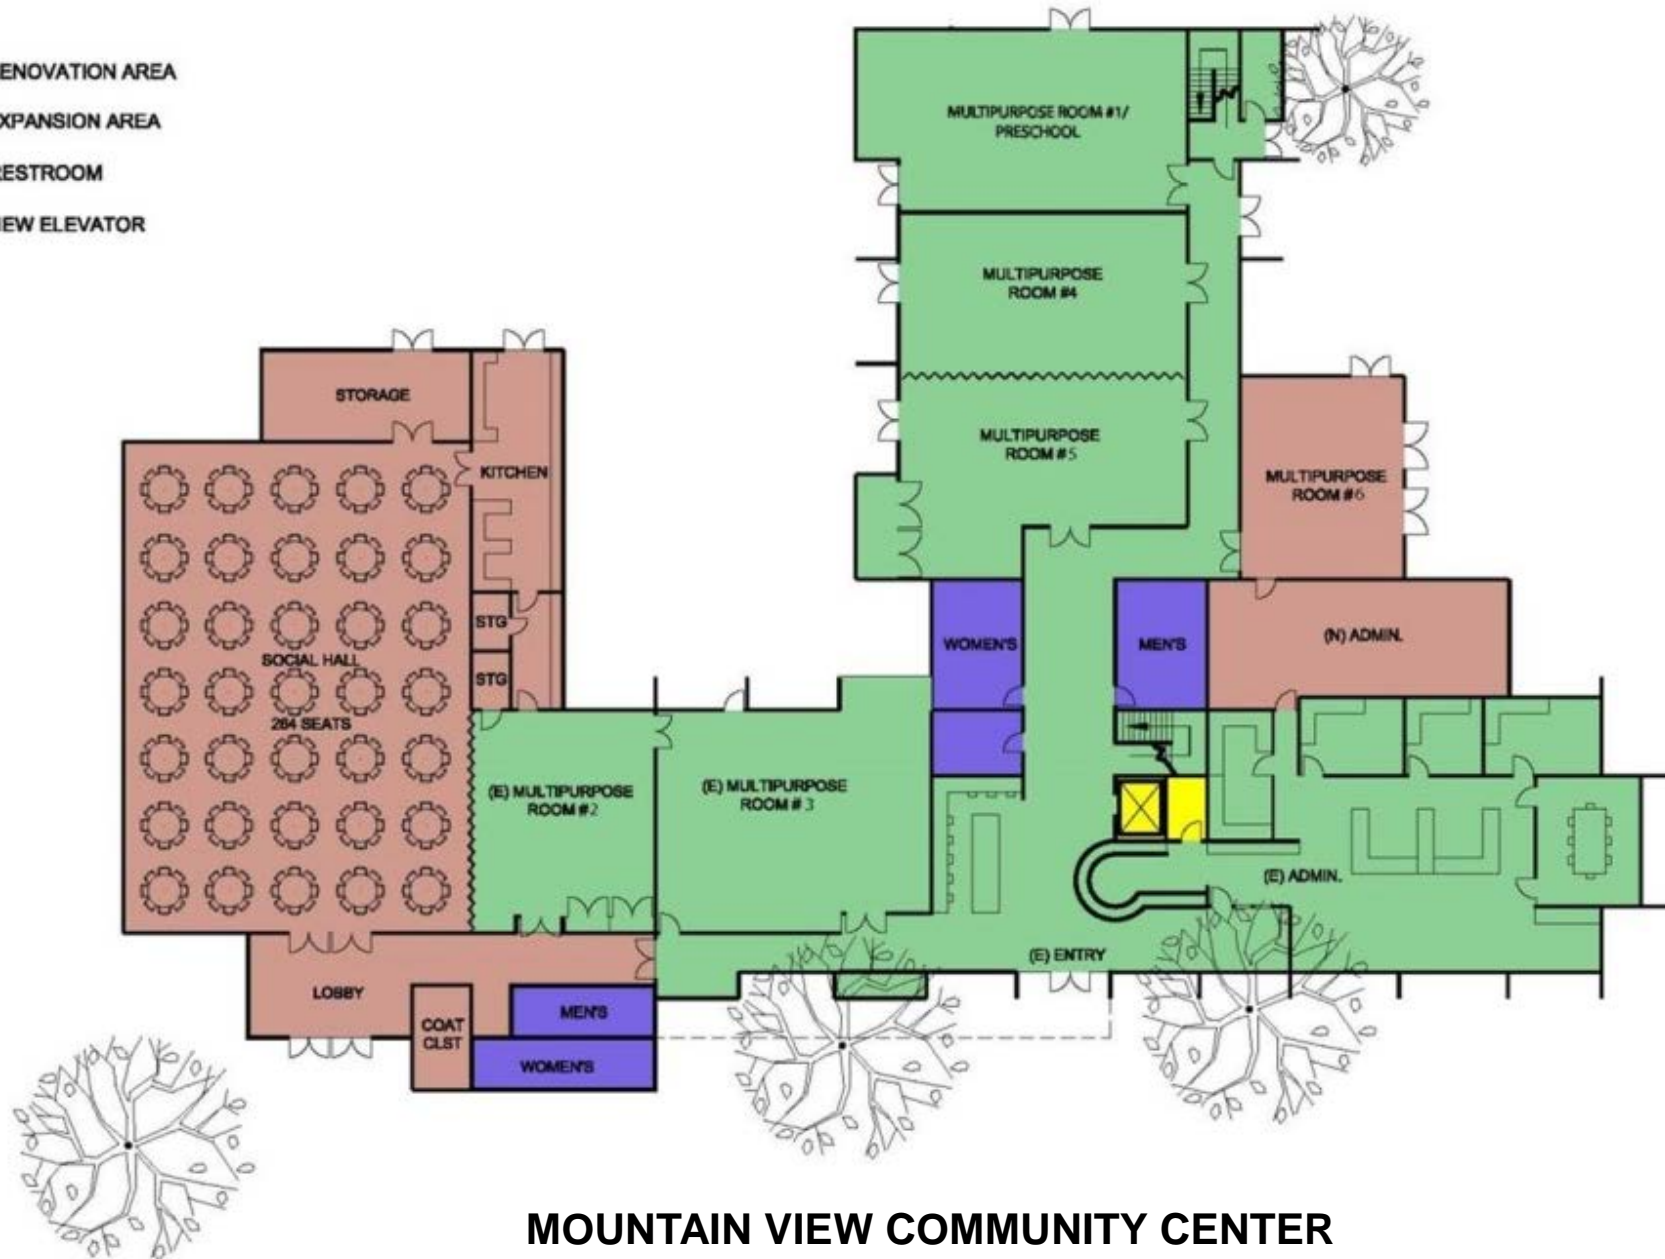 ENOVATION AREA
XPANSION AREA
RESTROOM
NEW ELEVATOR
MULTIPURPOSE ROOM #1/
PRESCHOOL
MULTIPURPOSE
ROOM #4
MULTIPURPOSE
ROOM #5
MULTIPURPOSE
ROOM #6
STORAGE
KITCHEN
STG
STG
SOCIAL HALL
264 SEATS
WOMEN'S
MEN'S
(N) ADMIN.
(E) MULTIPURPOSE
ROOM #2
(E) MULTIPURPOSE
ROOM # 3
(E) ADMIN.
(E) ENTRY
LOBBY
COAT
CLST
MEN'S
WOMEN'S
MOUNTAIN VIEW COMMUNITY CENTER